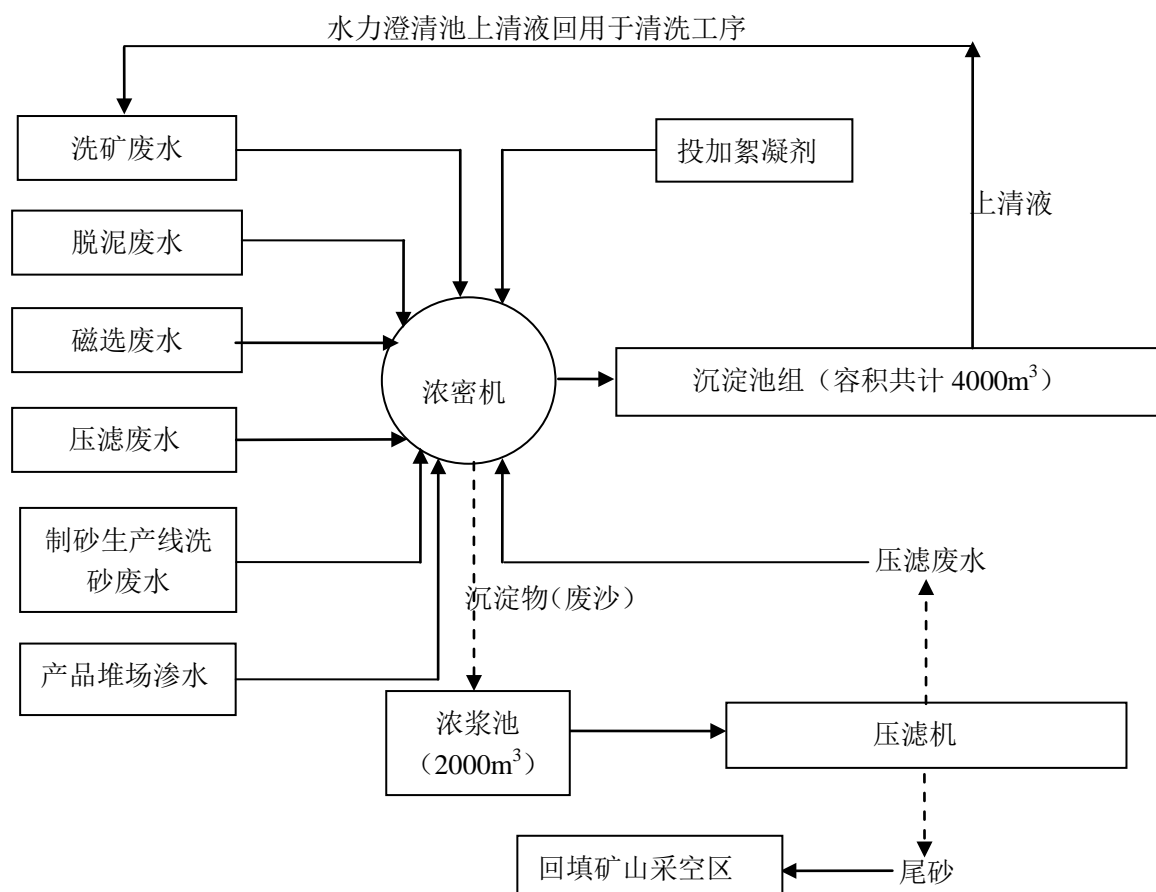 水力澄清池上清液回用于清洗工序
洗矿废水
投加絮凝剂
上清液
脱泥废水
磁选废水
浓密机
沉淀池组（容积共计 4000m³）
压滤废水
制砂生产线洗
砂废水
压滤废水
沉淀物（废沙）
产品堆场渗水
浓浆池
（2000m³）
压滤机
回填矿山采空区
尾砂